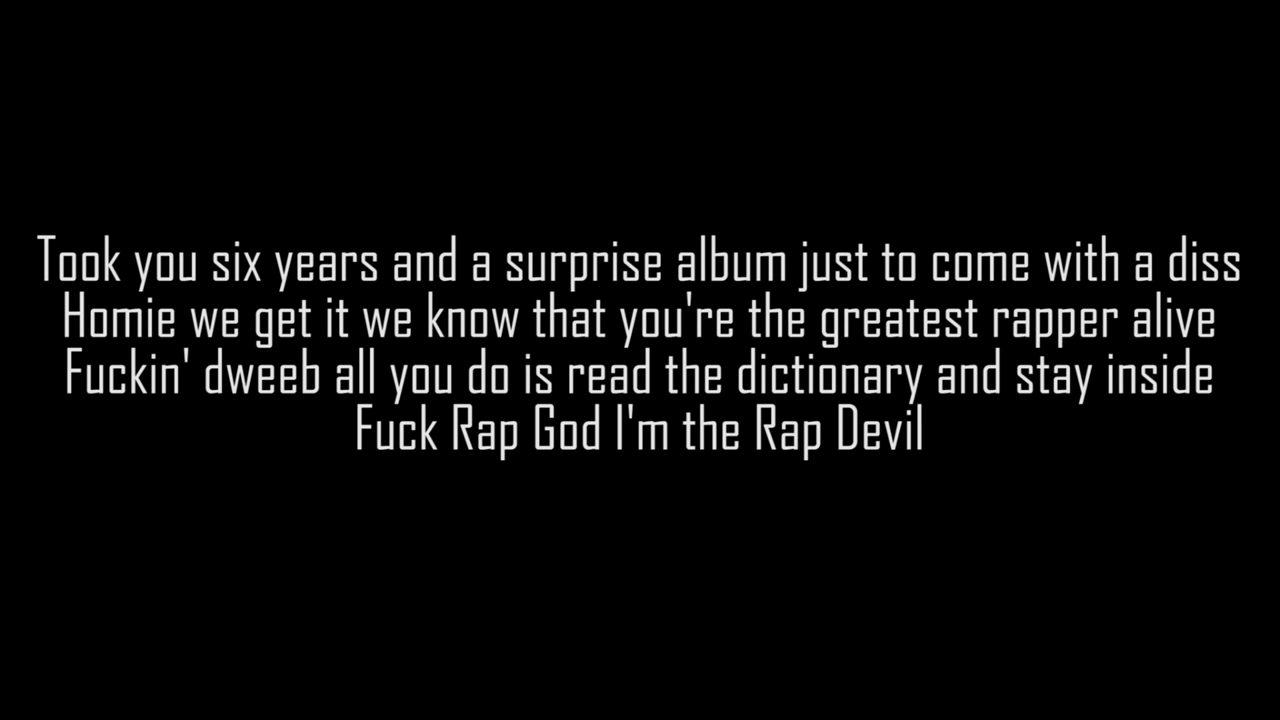 Took you six years and a surprise album just to come with a diss
Homie we get it we know that you're the greatest rapper alive
Fuckin' dweeb all you do is read the dictionary and stay inside
Fuck Rap God I'm the Rap Devil